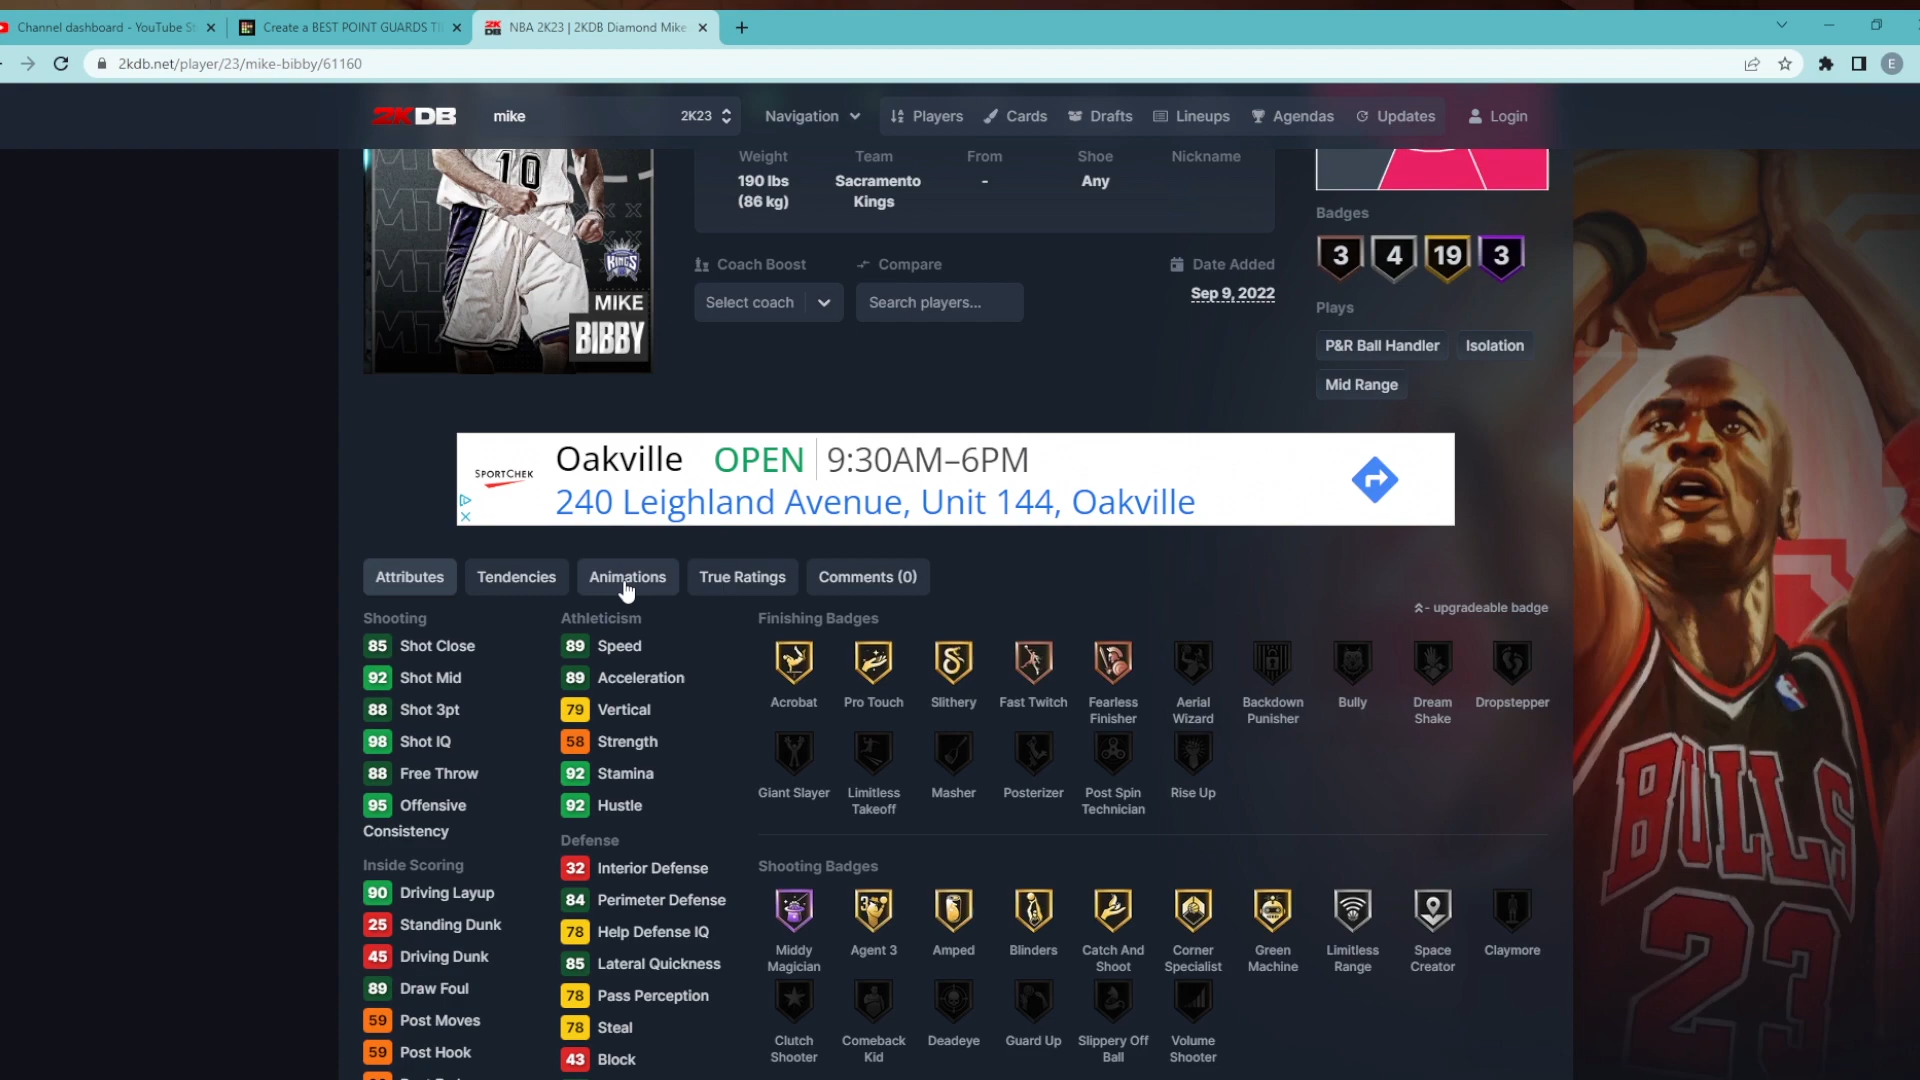 Channel dashboard - YouTube St
Create a BEST POINT GUARDS TI
NBA 2K23 | 2KDB Diamond Mike
2kdb.net/player/23/mike-bibby/61160
E
2KDB
mike
2K23
Navigation
Players
Cards
Drafts
Lineups
Agendas
Updates
Login
10
KINGS
MIKE
BIBBY
Weight
190 lbs
(86 kg)
Team
Sacramento
Kings
From
-
Shoe
Any
Nickname
Coach Boost
Select coach
Compare
Search players...
Date Added
Sep 9, 2022
Badges
3 4 19 3
Plays
P&R Ball Handler
Isolation
Mid Range
SPORTCHEK
Oakville OPEN 9:30AM–6PM
240 Leighland Avenue, Unit 144, Oakville
Attributes
Tendencies
Animations
True Ratings
Comments (0)
- upgradeable badge
Shooting
85 Shot Close
92 Shot Mid
88 Shot 3pt
98 Shot IQ
88 Free Throw
95 Offensive
Consistency
Inside Scoring
90 Driving Layup
25 Standing Dunk
45 Driving Dunk
89 Draw Foul
59 Post Moves
59 Post Hook
Athleticism
89 Speed
89 Acceleration
79 Vertical
58 Strength
92 Stamina
92 Hustle
Defense
32 Interior Defense
84 Perimeter Defense
78 Help Defense IQ
85 Lateral Quickness
78 Pass Perception
78 Steal
43 Block
Finishing Badges
Acrobat
Pro Touch
Slithery
Fast Twitch
Fearless
Finisher
Aerial
Wizard
Backdown
Punisher
Bully
Dream
Shake
Dropstepper
Giant Slayer
Limitless
Takeoff
Masher
Posterizer
Post Spin
Technician
Rise Up
Shooting Badges
Middy
Magician
Agent 3
Amped
Blinders
Catch And
Shoot
Corner
Specialist
Green
Machine
Limitless
Range
Space
Creator
Claymore
Clutch
Shooter
Comeback
Kid
Deadeye
Guard Up
Slippery Off
Ball
Volume
Shooter
BULLS
23